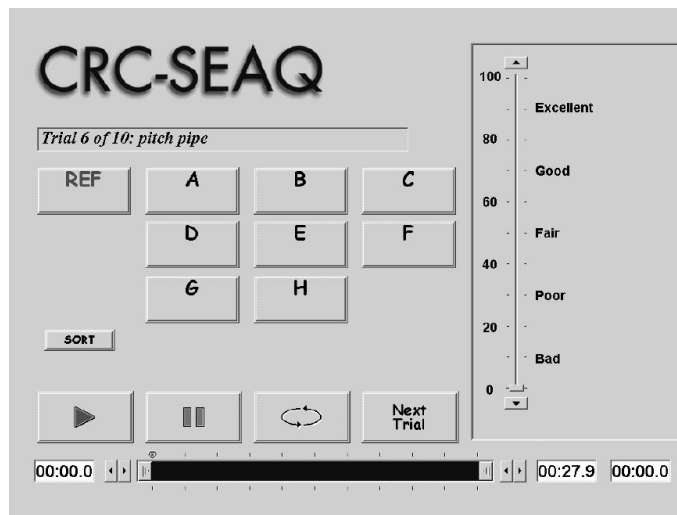 CRC-SEAQ
Trial 6 of 10: pitch pipe
REF A B C
D E F
G H
SORT
Next
Trial
00:00.0 00:27.9 00:00.0
100
Excellent
80
Good
60
Fair
40
Poor
20
Bad
0